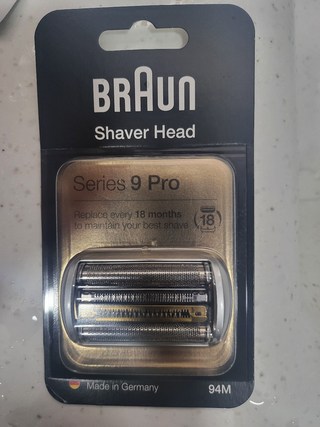 BRAUN
Shaver Head
Series 9 Pro
Replace every 18 months
to maintain your best shave
18
Made in Germany
94M